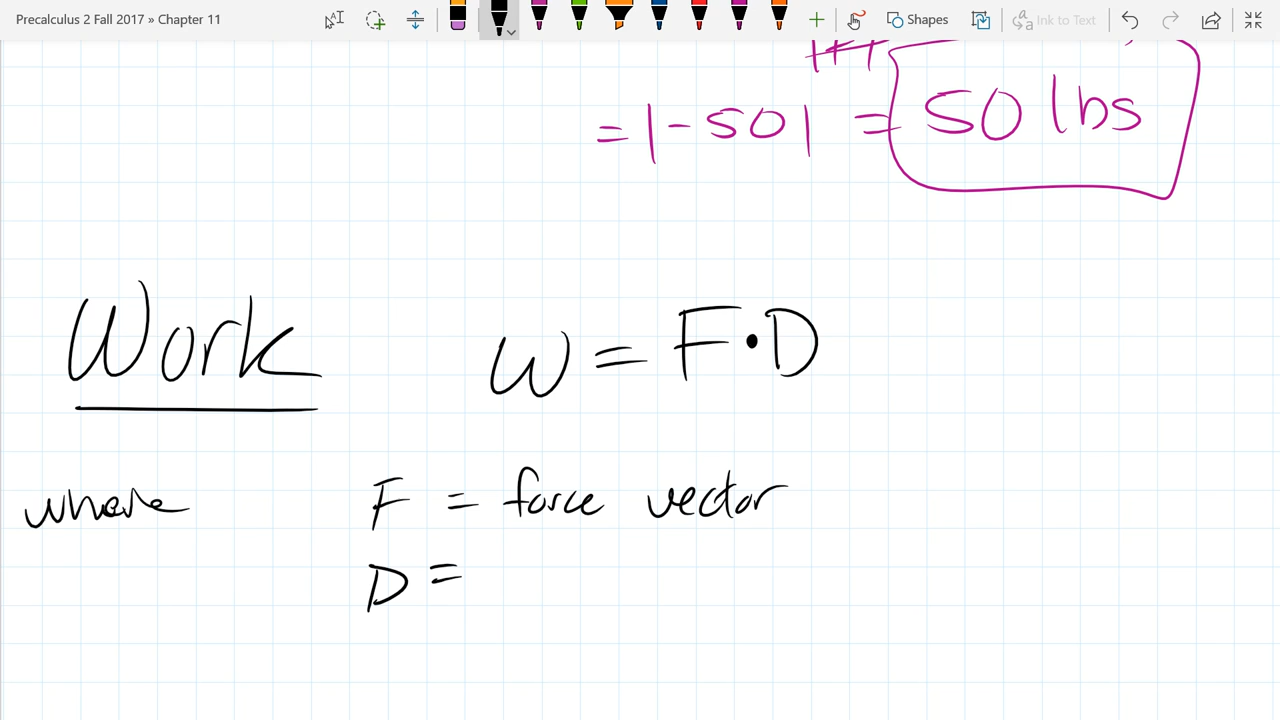 Precalculus 2 Fall 2017 » Chapter 11
Shapes
Ink to Text
= |-50| = 50 lbs
Work W = F·D
where F = force vector
D =